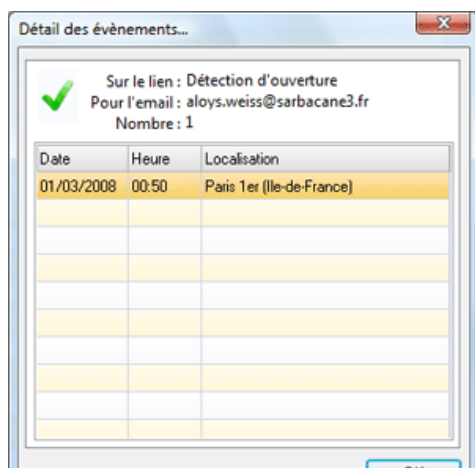 Détail des évènements...
Sur le lien : Détection d'ouverture
Pour l'email : aloys.weiss@sarbacane3.fr
Nombre : 1
Date Heure Localisation
01/03/2008 00:50 Paris 1er (Ile-de-France)